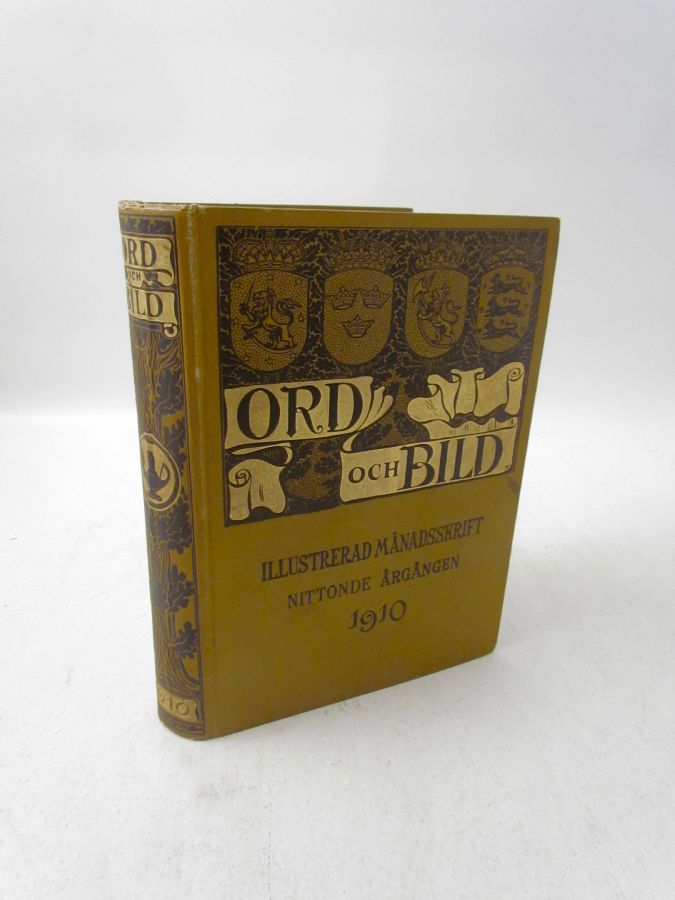 ORD
OCH
BILD
1910
ORD
OCH BILD.
ILLUSTRERAD MÅNADSSKRIFT
NITTONDE ÅRGÅNGEN
1910